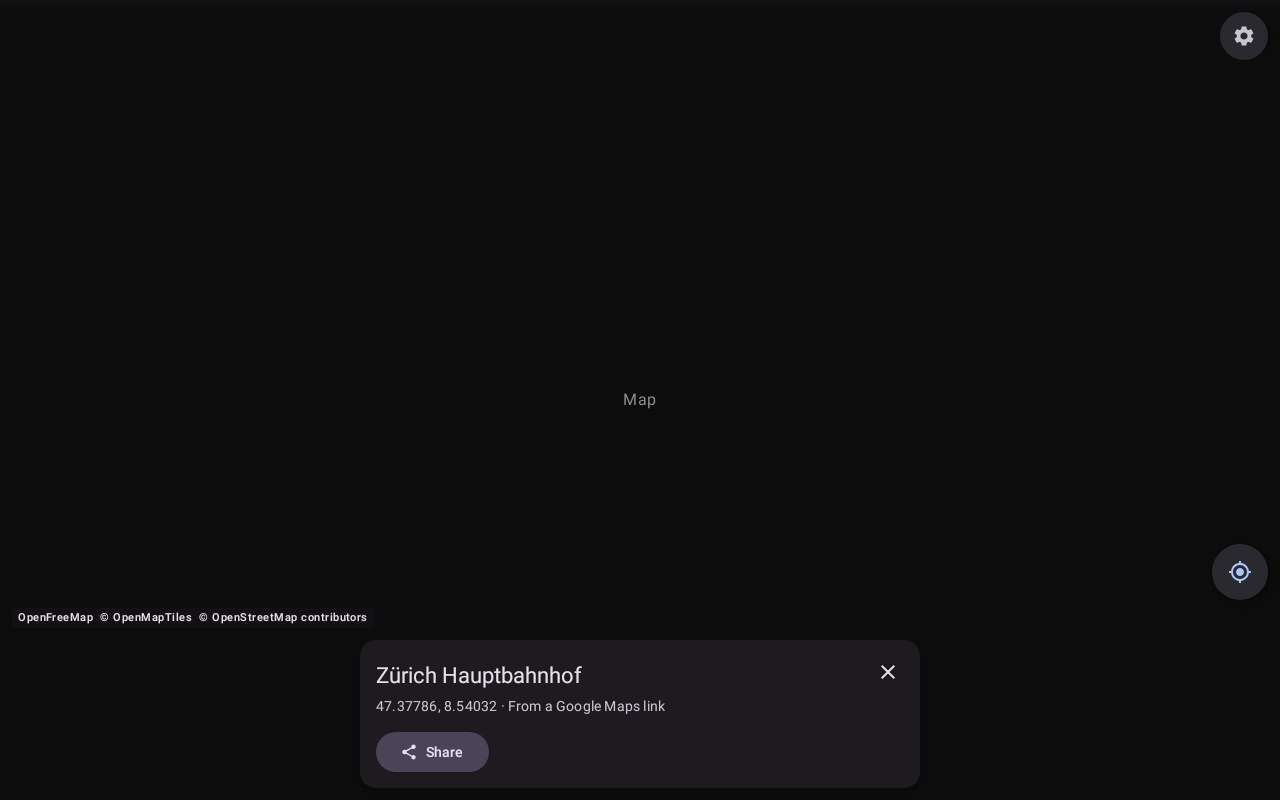 Map
OpenFreeMap © OpenMapTiles © OpenStreetMap contributors
Zürich Hauptbahnhof
47.37786, 8.54032 · From a Google Maps link
Share